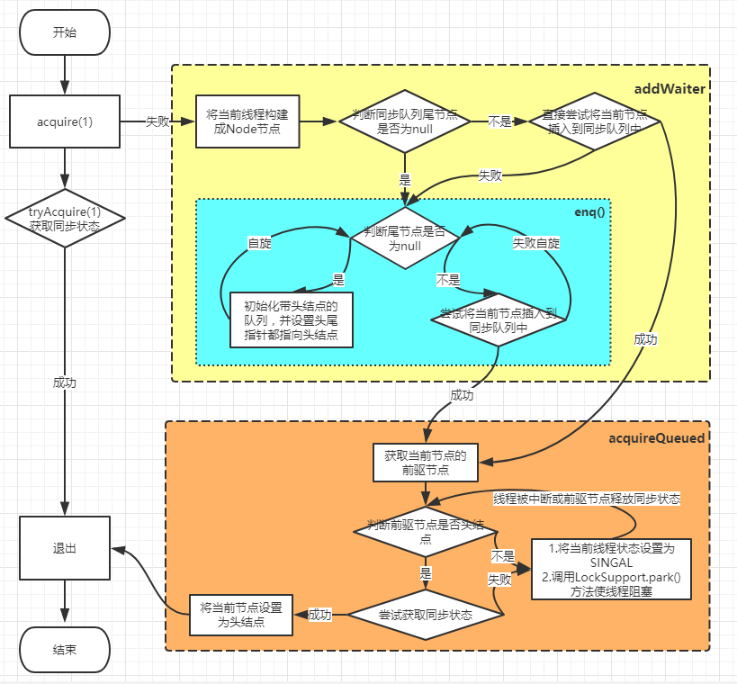 开始
acquire(1)
失败
tryAcquire(1)
获取同步状态
成功
退出
结束
addWaiter
将当前线程构建
成Node节点
判断同步队列尾节点
是否为null
不是
直接尝试将当前节点
插入到同步队列中
是
失败
成功
enq()
判断尾节点是否
为null
自旋
是
初始化带头结点的
队列，并设置头尾
指针都指向头结点
不是
失败自旋
尝试将当前节点插入到
同步队列中
成功
acquireQueued
获取当前节点的
前驱节点
线程被中断或前驱节点释放同步状态
判断前驱节点是否头结
点
不是
是
失败
1.将当前线程状态设置为
SINGAL
2.调用LockSupport.park()
方法使线程阻塞
尝试获取同步状态
成功
将当前节点设置
为头结点